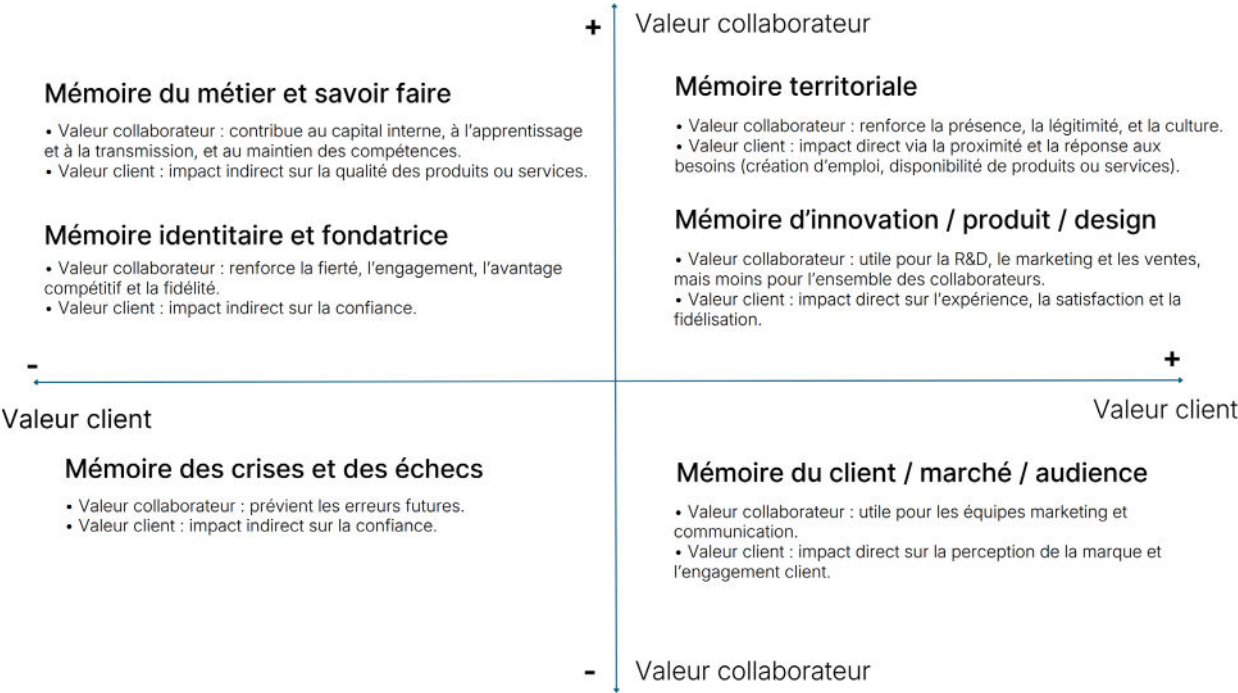 + Valeur collaborateur
Mémoire du métier et savoir faire
• Valeur collaborateur : contribue au capital interne, à l'apprentissage
et à la transmission, et au maintien des compétences.
• Valeur client : impact indirect sur la qualité des produits ou services.
Mémoire identitaire et fondatrice
• Valeur collaborateur : renforce la fierté, l'engagement, l'avantage
compétitif et la fidélité.
• Valeur client : impact indirect sur la confiance.
Mémoire territoriale
• Valeur collaborateur : renforce la présence, la légitimité, et la culture.
• Valeur client : impact direct via la proximité et la réponse aux
besoins (création d'emploi, disponibilité de produits ou services).
Mémoire d'innovation / produit / design
• Valeur collaborateur : utile pour la R&D, le marketing et les ventes,
mais moins pour l'ensemble des collaborateurs.
• Valeur client : impact direct sur l'expérience, la satisfaction et la
fidélisation.
-
Valeur client
+
Valeur client
Mémoire des crises et des échecs
• Valeur collaborateur : prévient les erreurs futures.
• Valeur client : impact indirect sur la confiance.
Mémoire du client / marché / audience
• Valeur collaborateur : utile pour les équipes marketing et
communication.
• Valeur client : impact direct sur la perception de la marque et
l'engagement client.
- Valeur collaborateur